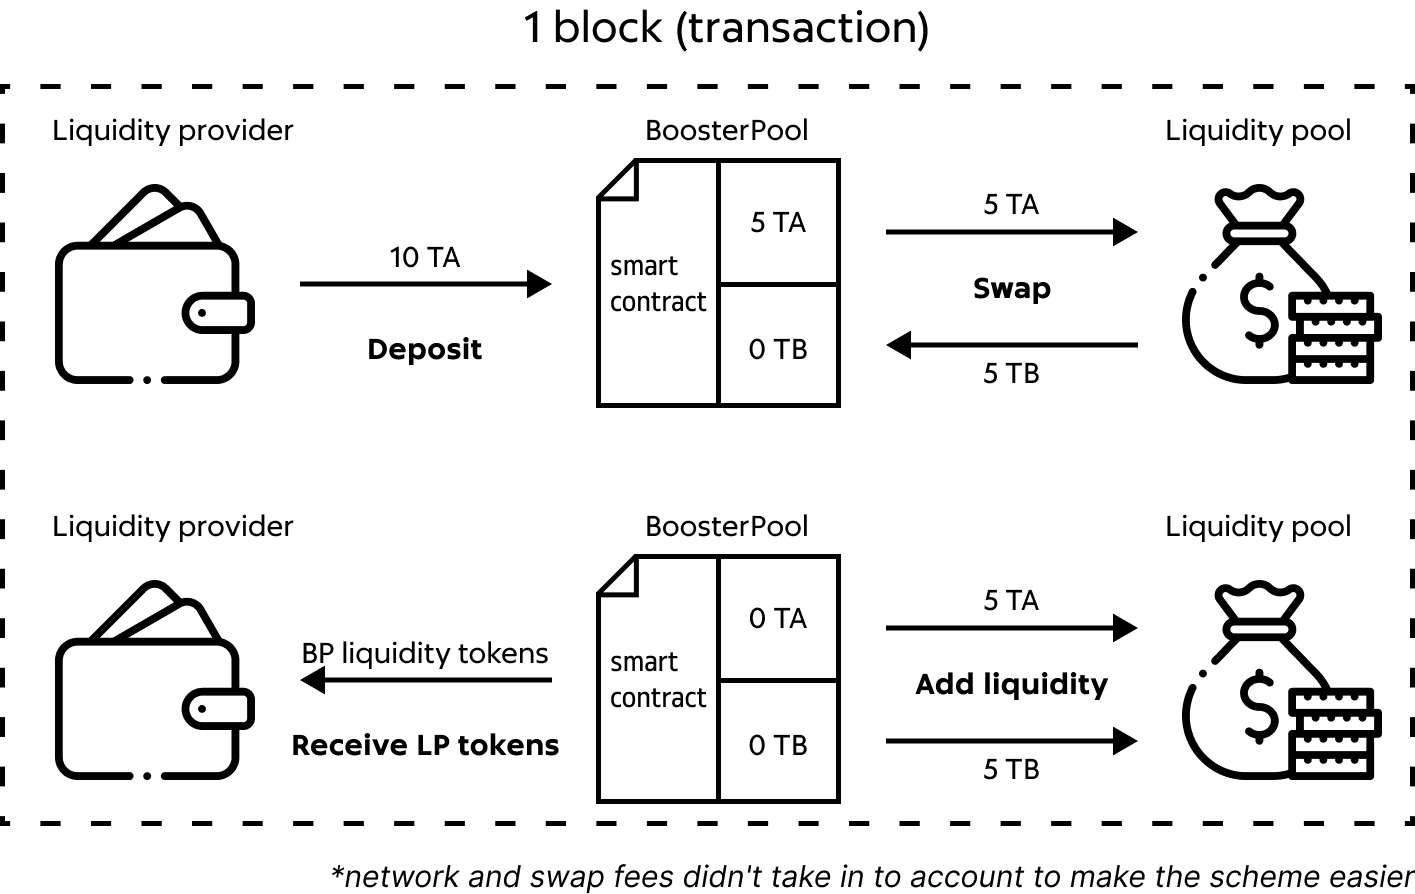 1 block (transaction)
Liquidity provider
BoosterPool
Liquidity pool
10 TA
Deposit
smart
contract
5 TA
0 TB
5 TA
Swap
5 TB
$
Liquidity provider
BoosterPool
Liquidity pool
BP liquidity tokens
Receive LP tokens
smart
contract
0 TA
0 TB
5 TA
Add liquidity
5 TB
$
*network and swap fees didn't take in to account to make the scheme easier